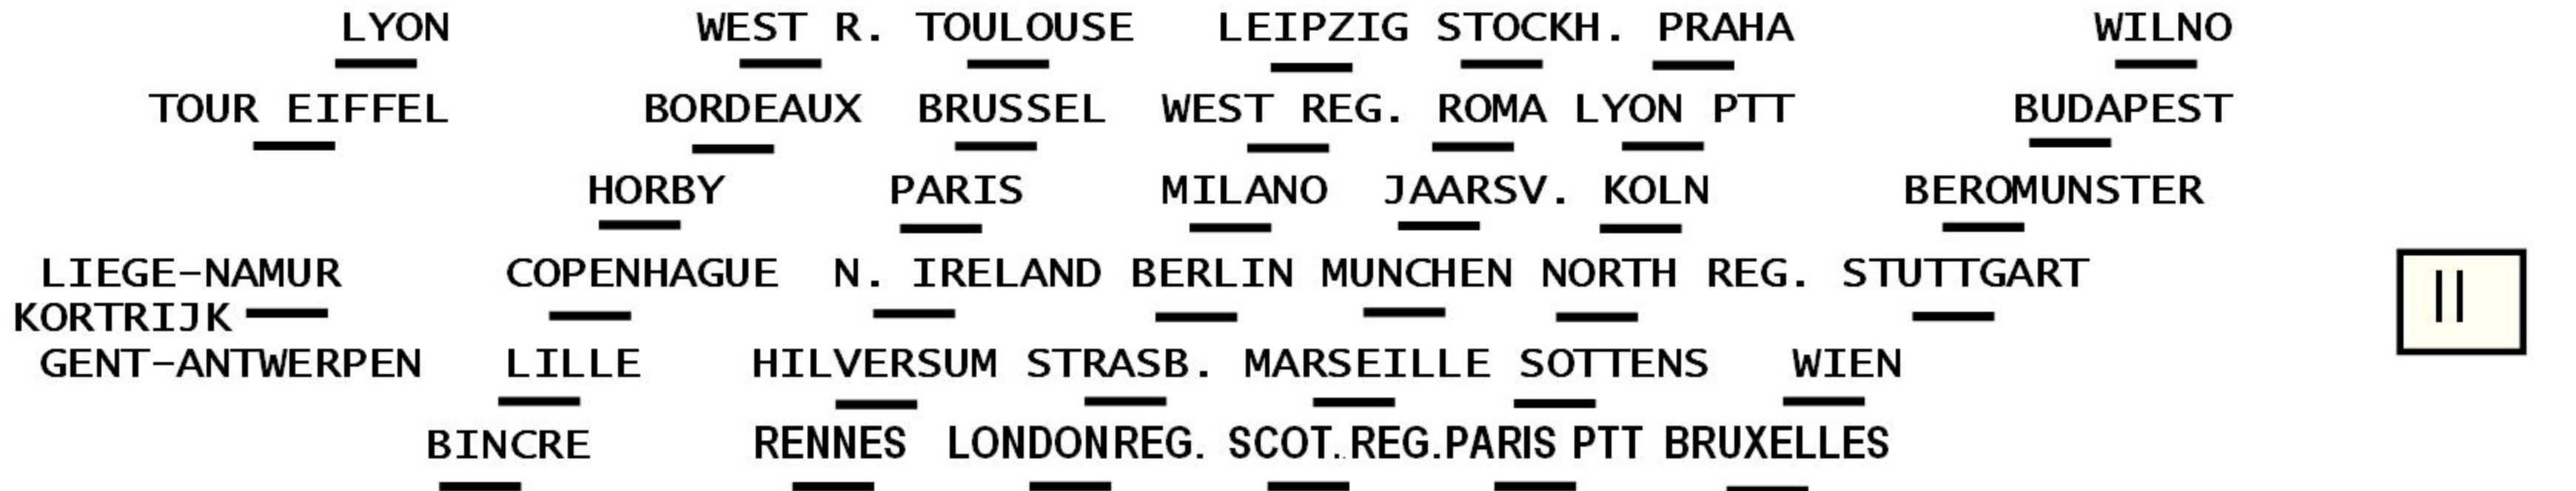 LYON WEST R. TOULOUSE LEIPZIG STOCKH. PRAHA WILNO
TOUR EIFFEL BORDEAUX BRUSSEL WEST REG. ROMA LYON PTT BUDAPEST
HORBY PARIS MILANO JAARSV. KOLN BEROMUNSTER
LIEGE-NAMUR COPENHAGUE N. IRELAND BERLIN MUNCHEN NORTH REG. STUTTGART
KORTRIJK II
GENT-ANTWERPEN LILLE HILVERSUM STRASB. MARSEILLE SOTTENS WIEN
BINCRE RENNES LONDONREG. SCOT.REG.PARIS PTT BRUXELLES